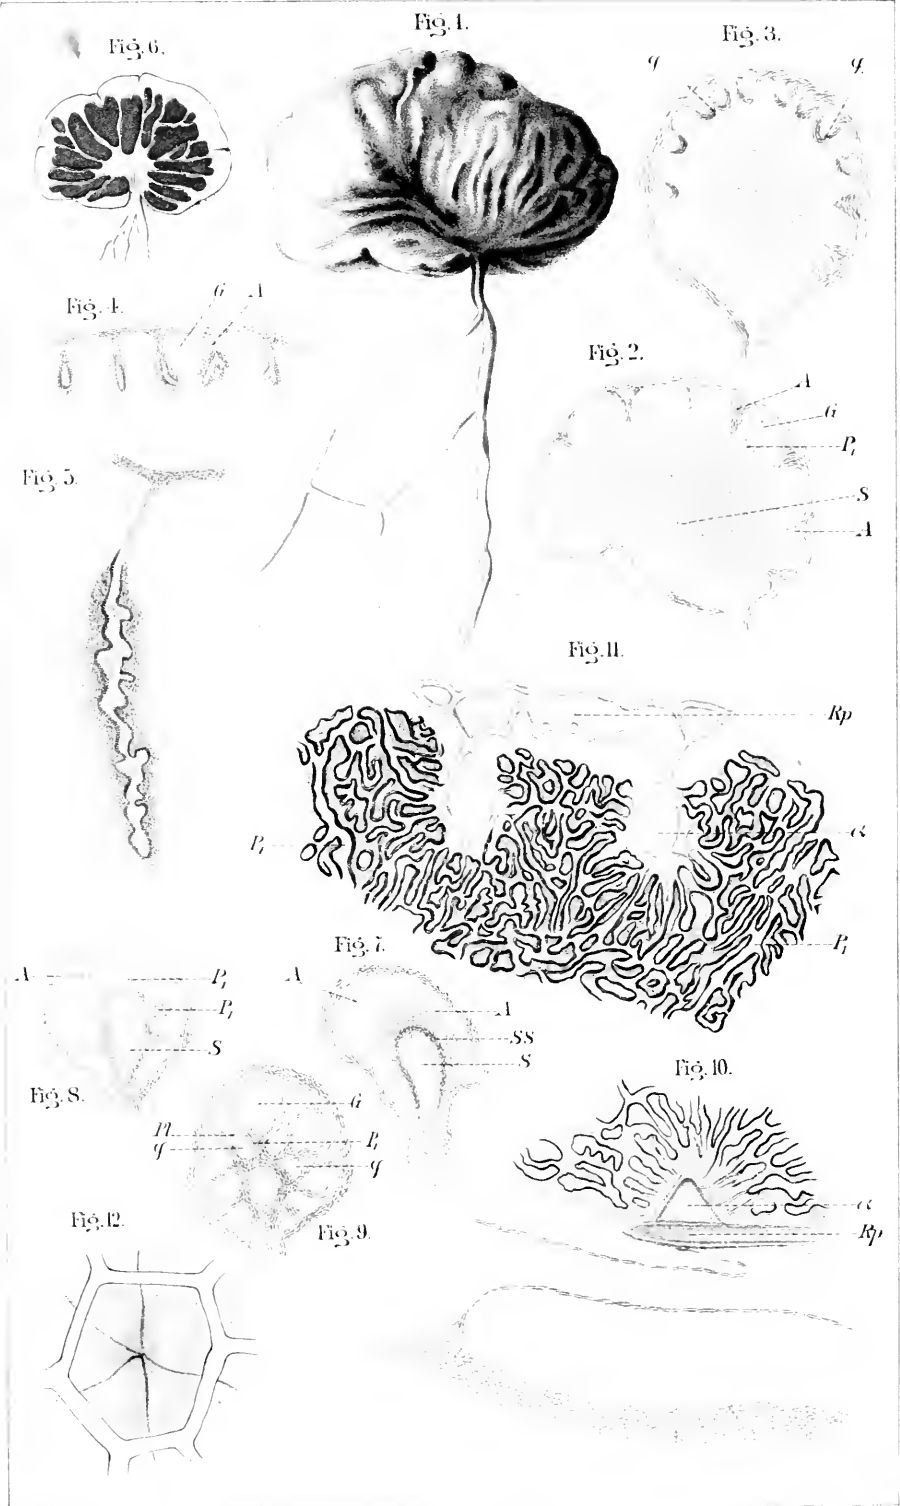 Fig. 6.
Fig. 1.
Fig. 3.
q
q
Fig. 4.
G
A
Fig. 2.
A
G
P,
S
A
Fig. 5.
Fig. 11.
Rp
P,
a
P,
Fig. 7.
A
P,
P,
S
A
A
SS
S
Fig. 8.
Fig. 10.
G
Pl
P,
q
q
a
Rp
Fig. 12.
Fig. 9.